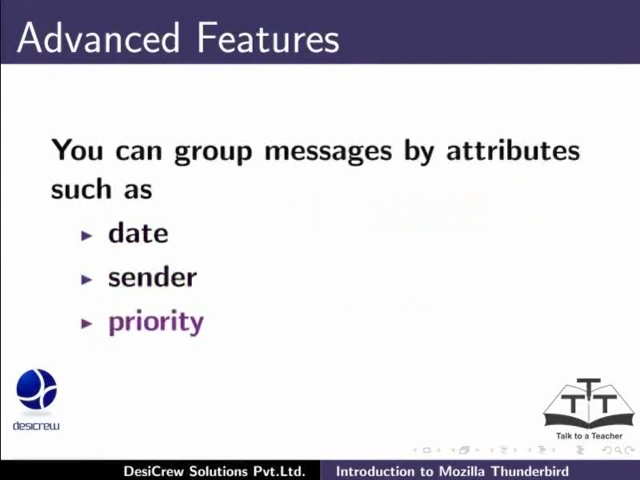 Advanced Features
You can group messages by attributes
such as
date
sender
priority
desicrew
TTT
Talk to a Teacher
DesiCrew Solutions Pvt.Ltd. Introduction to Mozilla Thunderbird